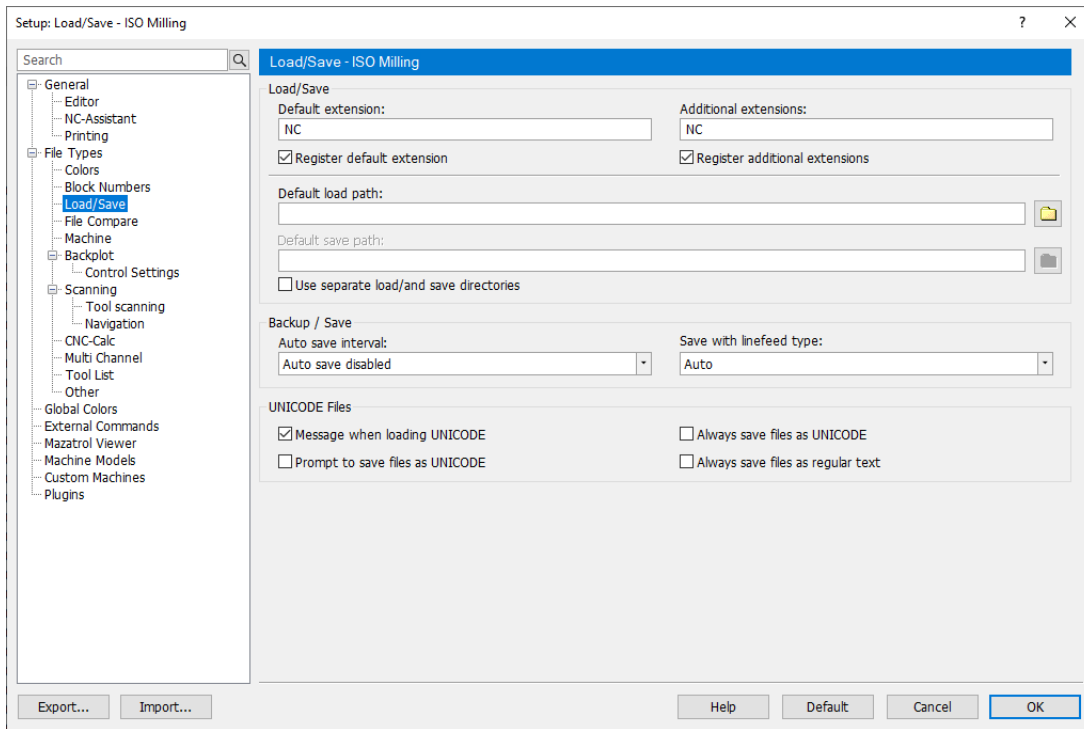 Setup: Load/Save - ISO Milling
?
Search
General
Editor
NC-Assistant
Printing
File Types
Colors
Block Numbers
Load/Save
File Compare
Machine
Backplot
Control Settings
Scanning
Tool scanning
Navigation
CNC-Calc
Multi Channel
Tool List
Other
Global Colors
External Commands
Mazatrol Viewer
Machine Models
Custom Machines
Plugins
Load/Save - ISO Milling
Load/Save
Default extension: Additional extensions:
NC NC
Register default extension Register additional extensions
Default load path:
Default save path:
Use separate load/and save directories
Backup / Save
Auto save interval: Save with linefeed type:
Auto save disabled Auto
UNICODE Files
Message when loading UNICODE Always save files as UNICODE
Prompt to save files as UNICODE Always save files as regular text
Export... Import... Help Default Cancel OK